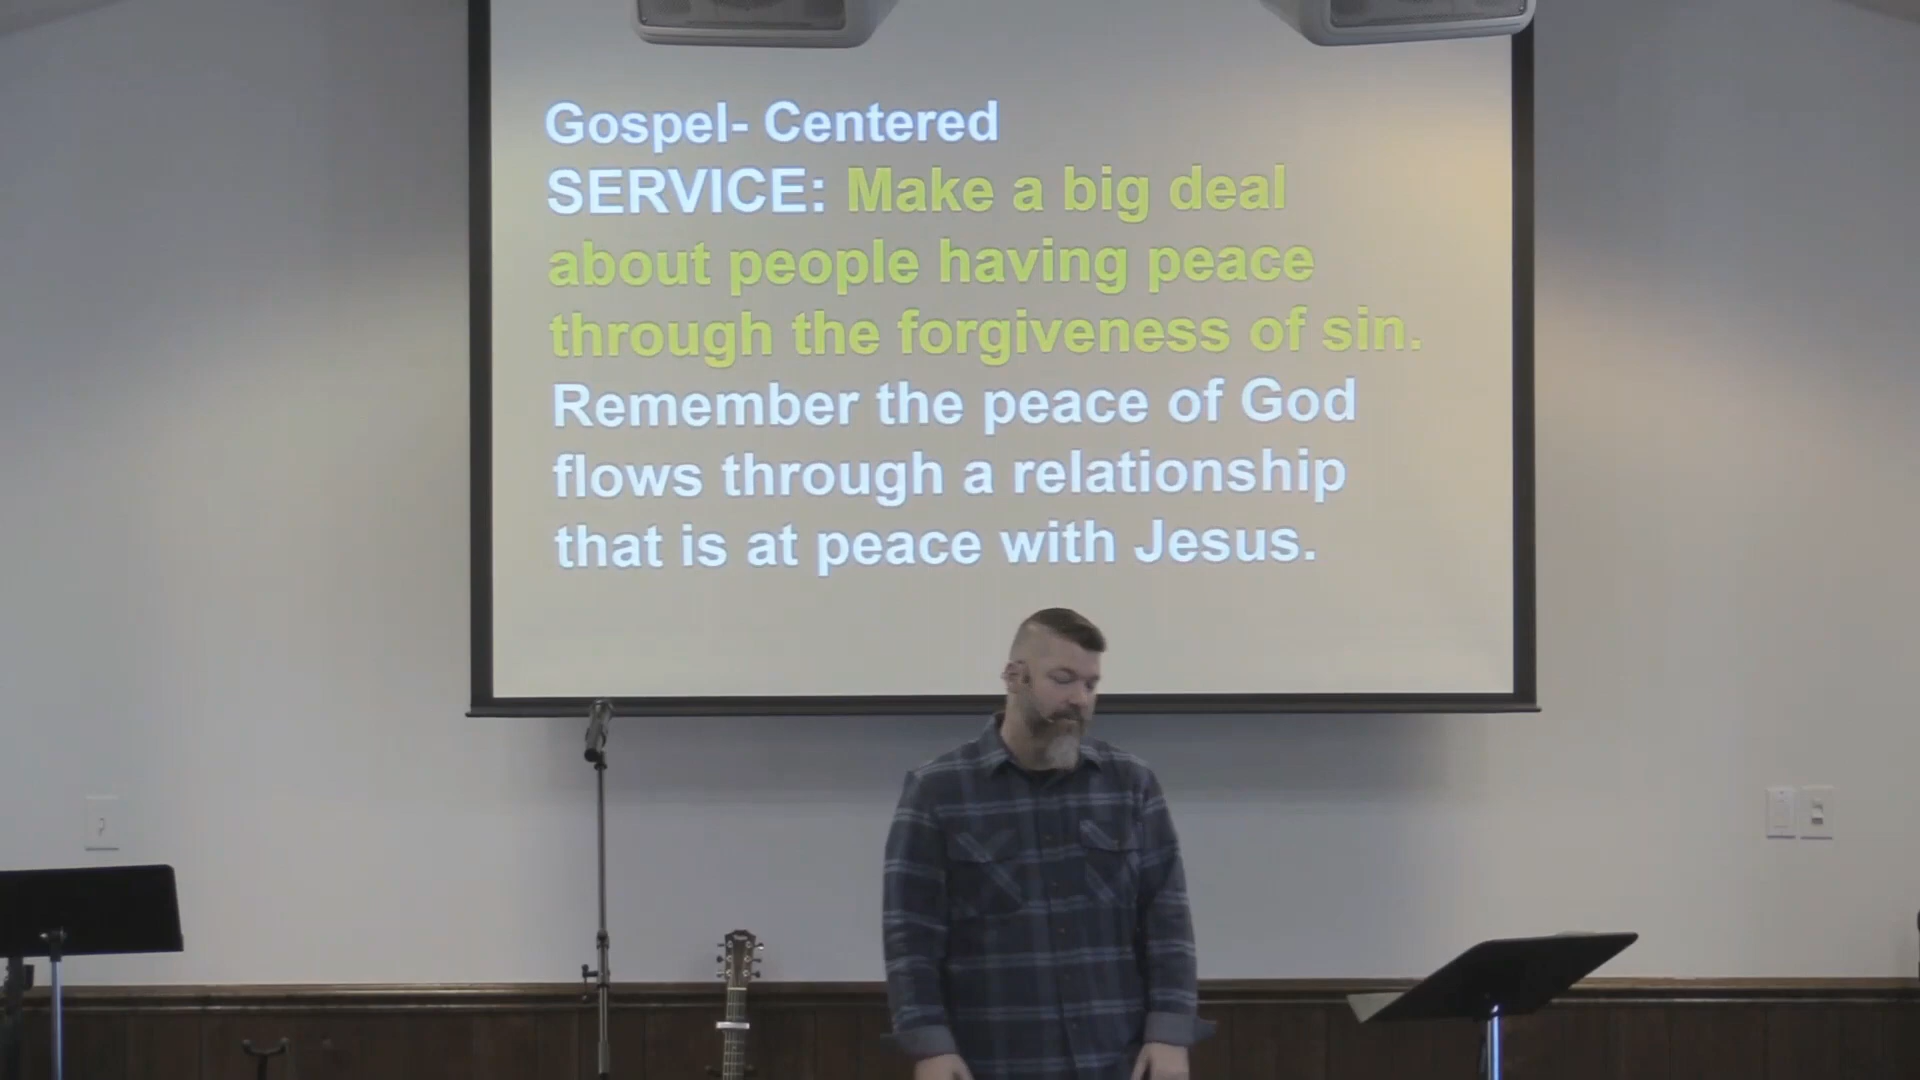 Gospel- Centered
SERVICE: Make a big deal
about people having peace
through the forgiveness of sin.
Remember the peace of God
flows through a relationship
that is at peace with Jesus.